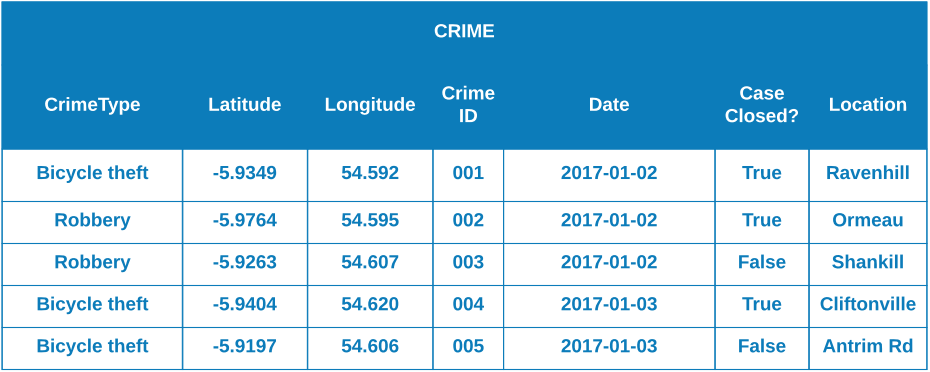 CRIME
CrimeType Latitude Longitude Crime ID Date Case Closed? Location
Bicycle theft -5.9349 54.592 001 2017-01-02 True Ravenhill
Robbery -5.9764 54.595 002 2017-01-02 True Ormeau
Robbery -5.9263 54.607 003 2017-01-02 False Shankill
Bicycle theft -5.9404 54.620 004 2017-01-03 True Cliftonville
Bicycle theft -5.9197 54.606 005 2017-01-03 False Antrim Rd